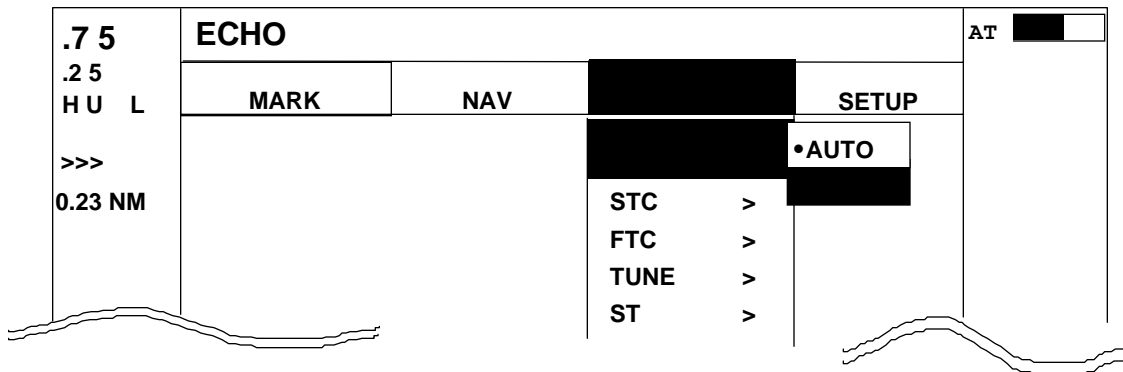 .7 5
ECHO
AT
.2 5
H U L
MARK NAV SETUP
•AUTO
>>>
0.23 NM
STC >
FTC >
TUNE >
ST >